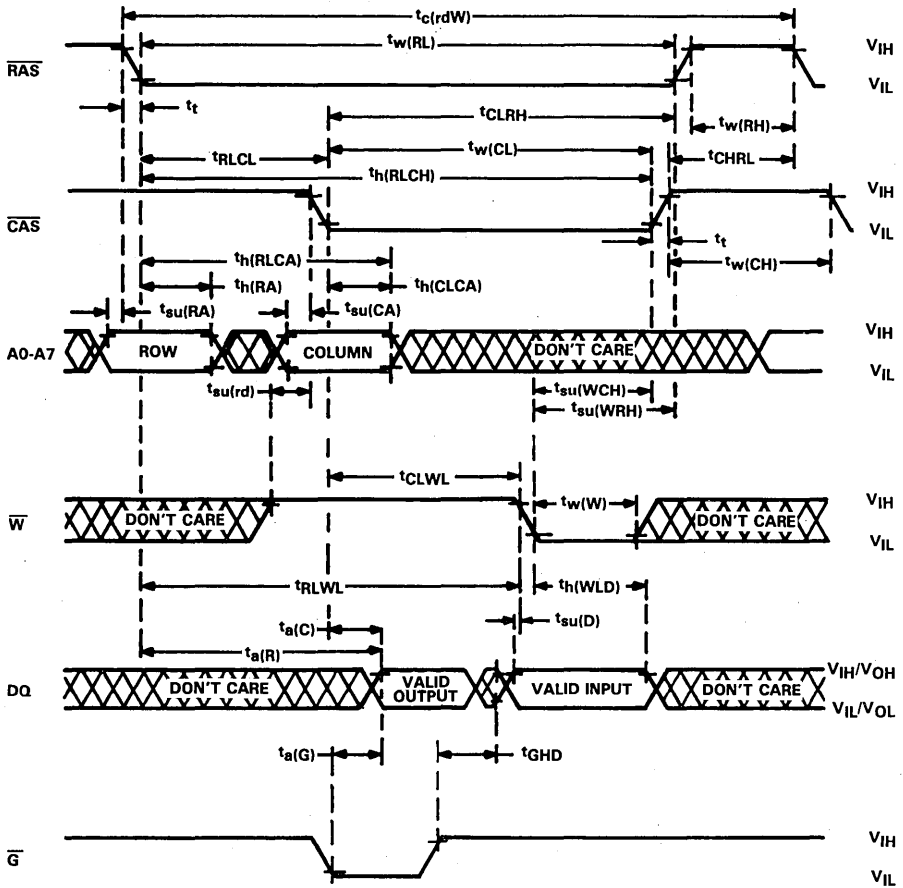 tc(rdW)
tw(RL)
VIH
RAS
VIL
tt
tCLRH
tw(RH)
tRLCL
tw(CL)
tCHRL
th(RLCH)
VIH
CAS
VIL
tt
th(RLCA)
tw(CH)
th(RA)
th(CLCA)
tsu(RA)
tsu(CA)
VIH
A0-A7
ROW
COLUMN
DON'T CARE
VIL
tsu(rd)
tsu(WCH)
tsu(WRH)
tCLWL
tw(W)
VIH
W
DON'T CARE
DON'T CARE
VIL
tRLWL
th(WLD)
ta(C)
tsu(D)
ta(R)
VIH/VOH
DQ
DON'T CARE
VALID
OUTPUT
VALID INPUT
DON'T CARE
VIL/VOL
ta(G)
tGHD
VIH
G
VIL